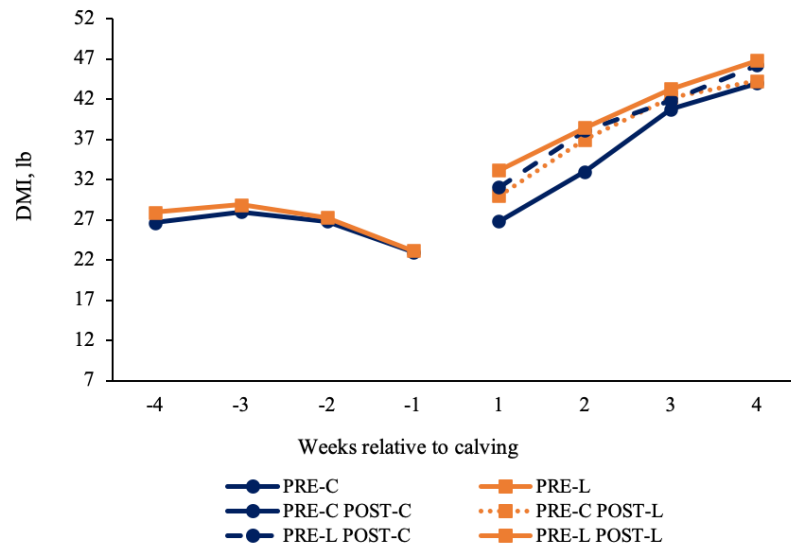 52
47
42
37
32
27
22
17
12
7
DMI, lb
-4 -3 -2 -1 1 2 3 4
Weeks relative to calving
PRE-C PRE-L
PRE-C POST-C PRE-C POST-L
PRE-L POST-C PRE-L POST-L